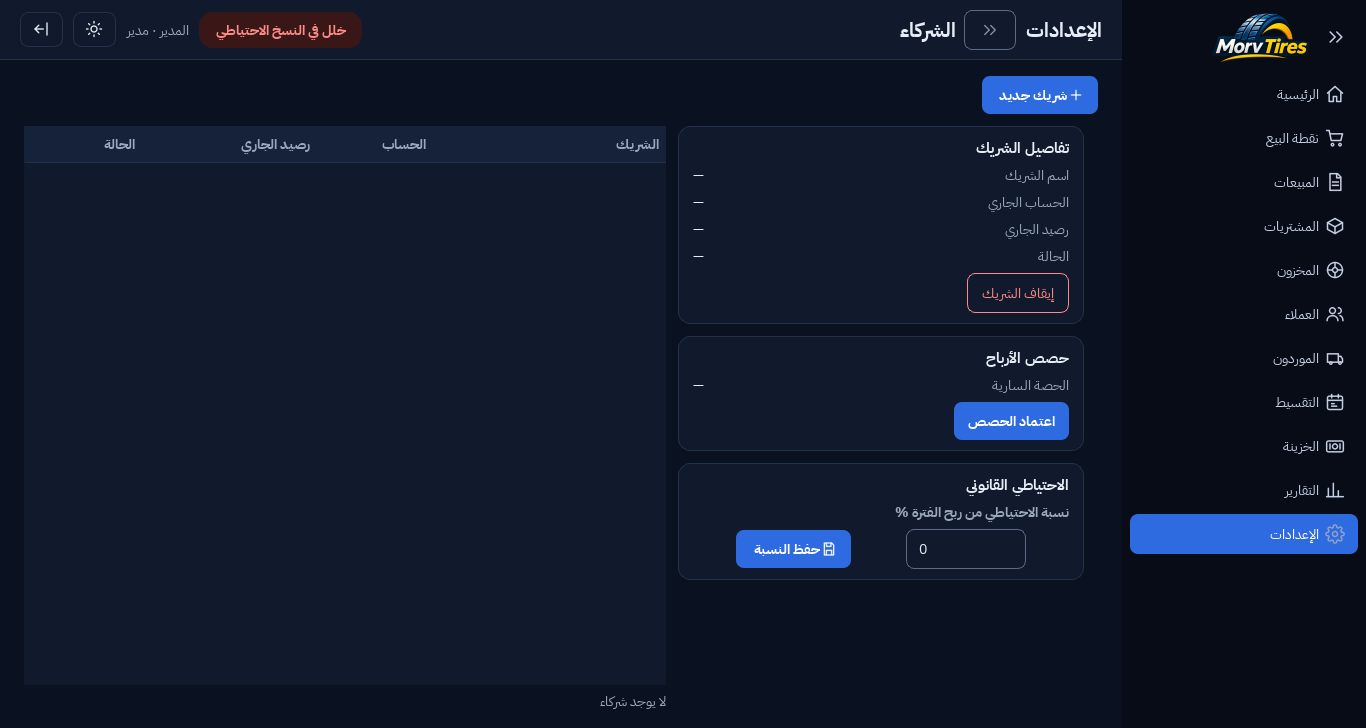 MorvTires
الرئيسية
نقطة البيع
المبيعات
المشتريات
المخزون
العملاء
الموردون
التقسيط
الخزينة
التقارير
الإعدادات
الإعدادات
الشركاء
خلل في النسخ الاحتياطي
المدير · مدير
شريك جديد
تفاصيل الشريك
اسم الشريك —
الحساب الجاري —
رصيد الجاري —
الحالة —
إيقاف الشريك
حصص الأرباح
الحصة السارية —
اعتماد الحصص
الاحتياطي القانوني
نسبة الاحتياطي من ربح الفترة %
0
حفظ النسبة
الشريك الحساب رصيد الجاري الحالة
لا يوجد شركاء